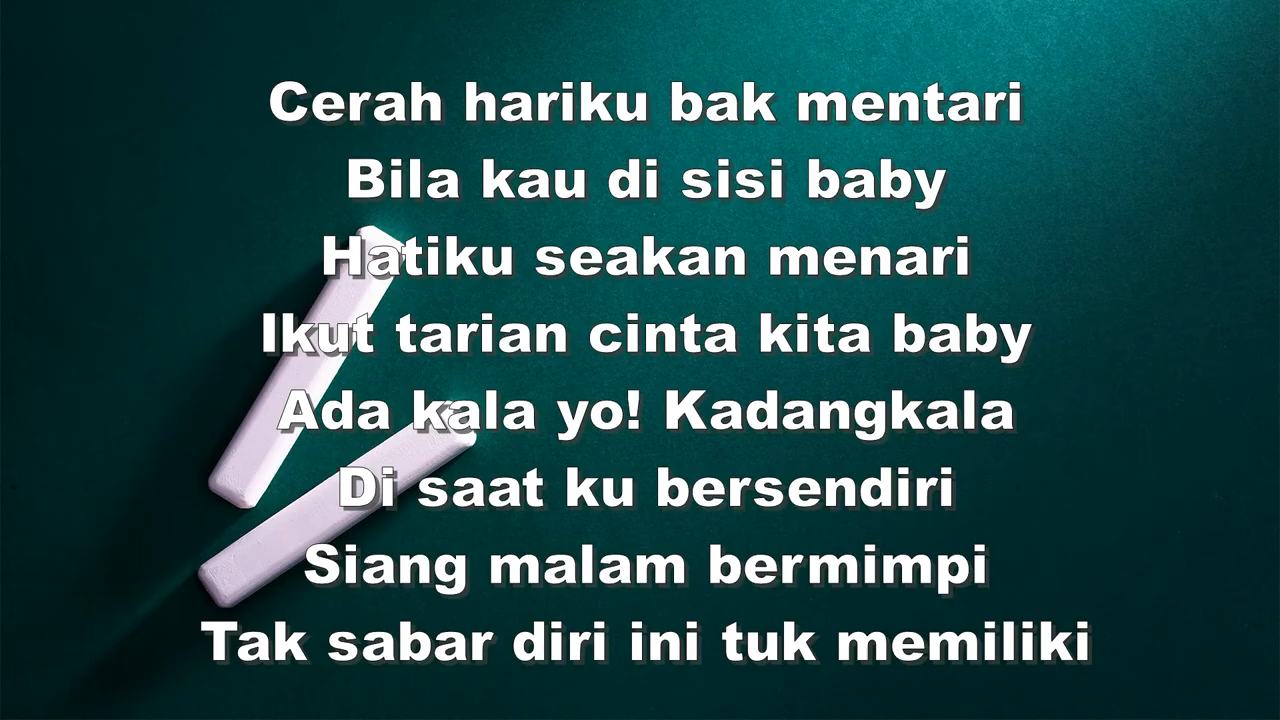 Cerah hariku bak mentari
Bila kau di sisi baby
Hatiku seakan menari
Ikut tarian cinta kita baby
Ada kala yo! Kadangkala
Di saat ku bersendiri
Siang malam bermimpi
Tak sabar diri ini tuk memiliki